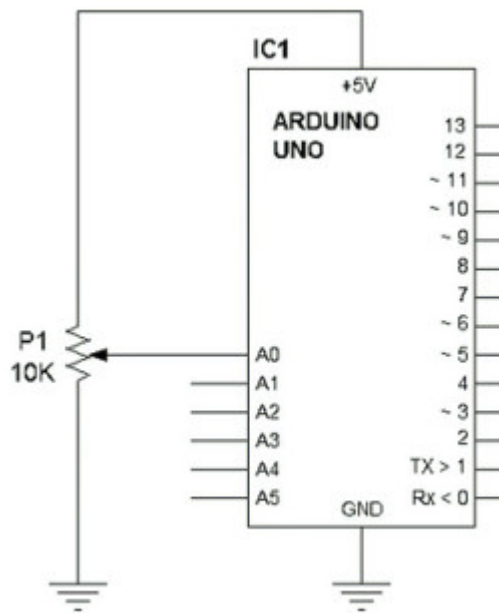 IC1
+5V
ARDUINO
UNO
13
12
~ 11
~ 10
~ 9
8
7
~ 6
~ 5
4
~ 3
2
TX > 1
Rx < 0
P1
10K
A0
A1
A2
A3
A4
A5
GND